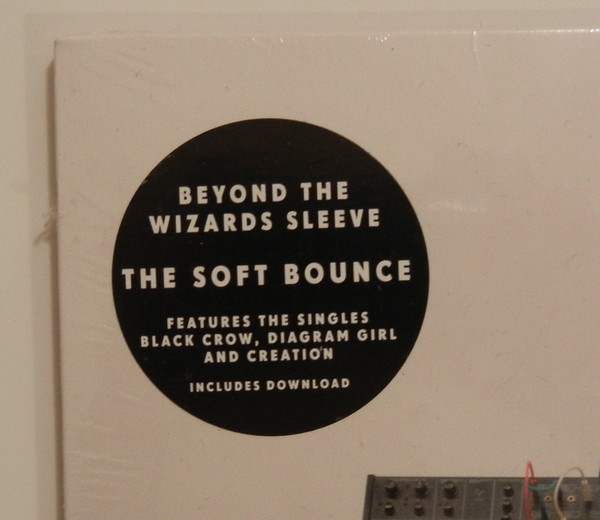 BEYOND THE
WIZARDS SLEEVE
THE SOFT BOUNCE
FEATURES THE SINGLES
BLACK CROW, DIAGRAM GIRL
AND CREATION
INCLUDES DOWNLOAD